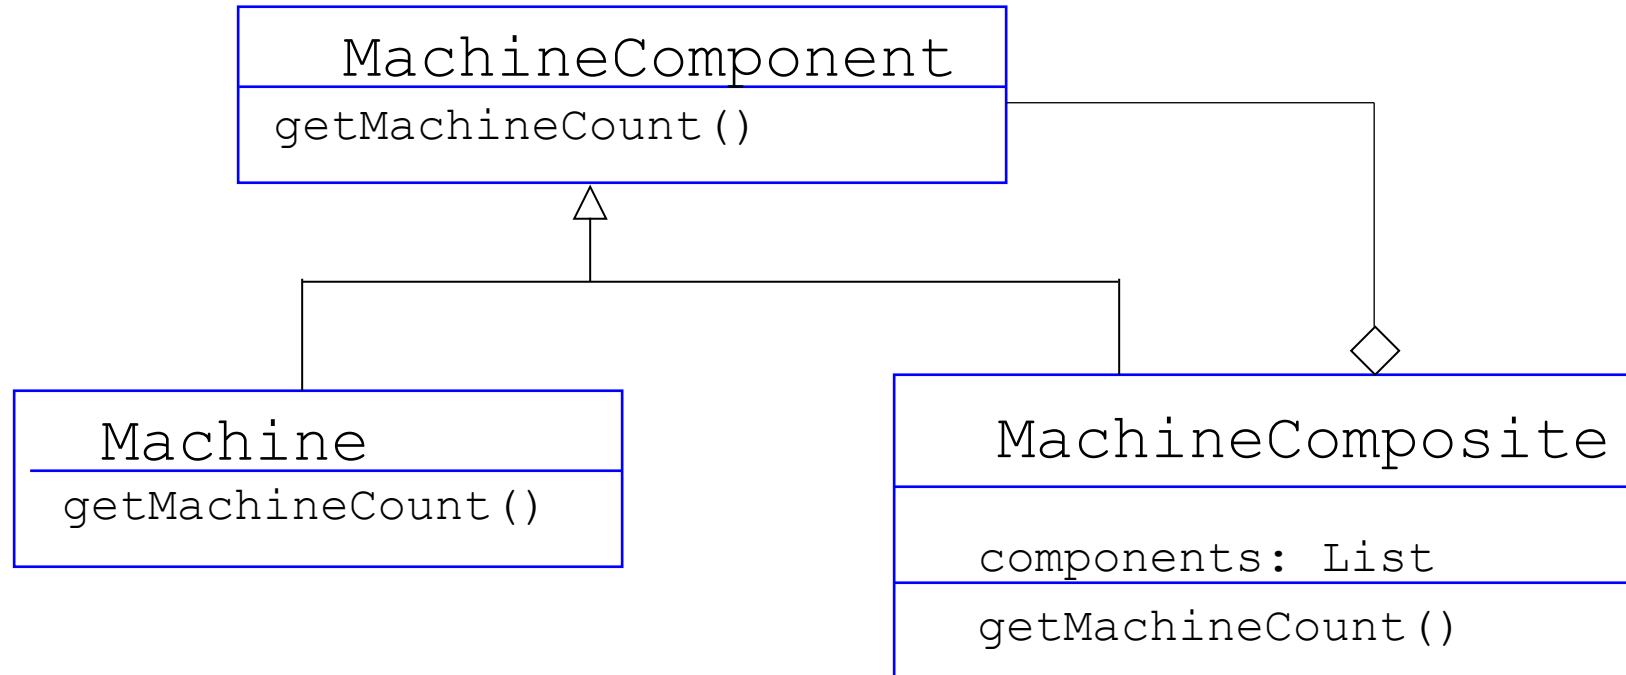 MachineComponent
getMachineCount()
Machine
getMachineCount()
MachineComposite
components: List
getMachineCount()